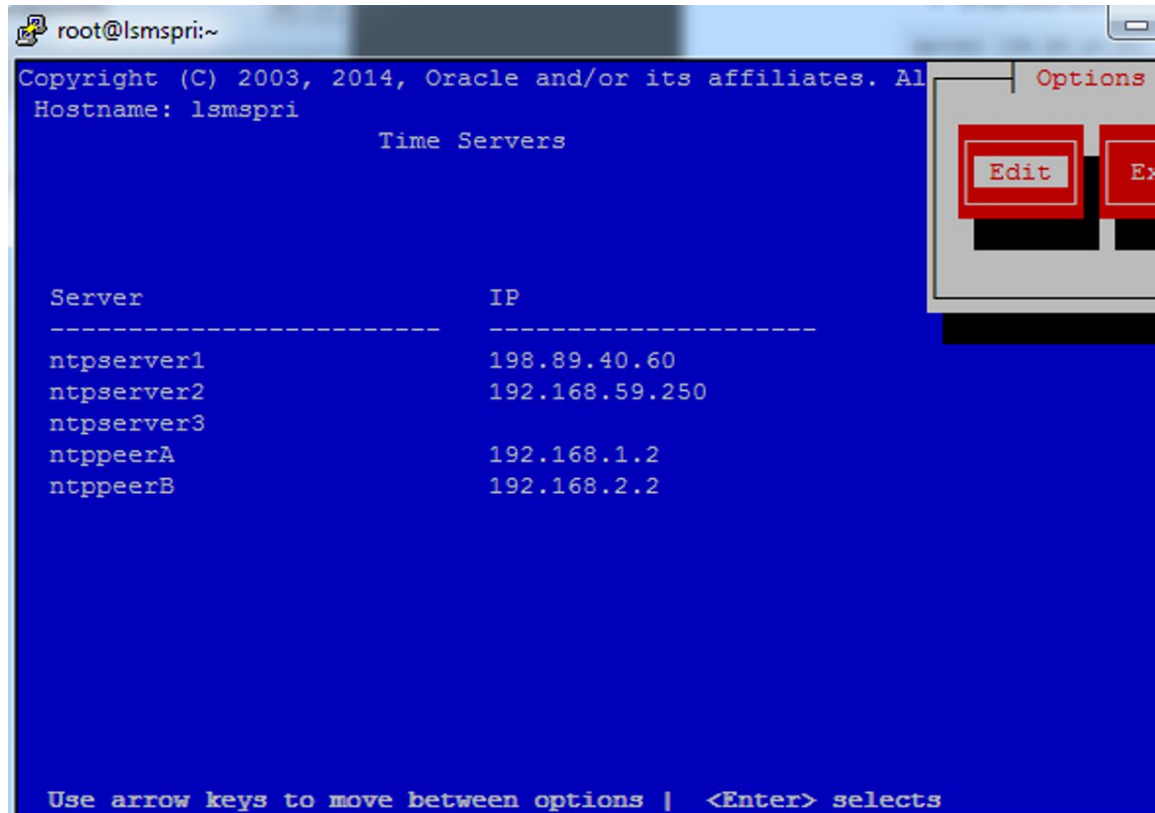 root@lsmspri:~
Copyright (C) 2003, 2014, Oracle and/or its affiliates. Al
Options
Hostname: lsmspri
Time Servers
Edit Ex
Server IP
------------------------- ---------------------
ntpserver1 198.89.40.60
ntpserver2 192.168.59.250
ntpserver3
ntppeerA 192.168.1.2
ntppeerB 192.168.2.2
Use arrow keys to move between options | <Enter> selects